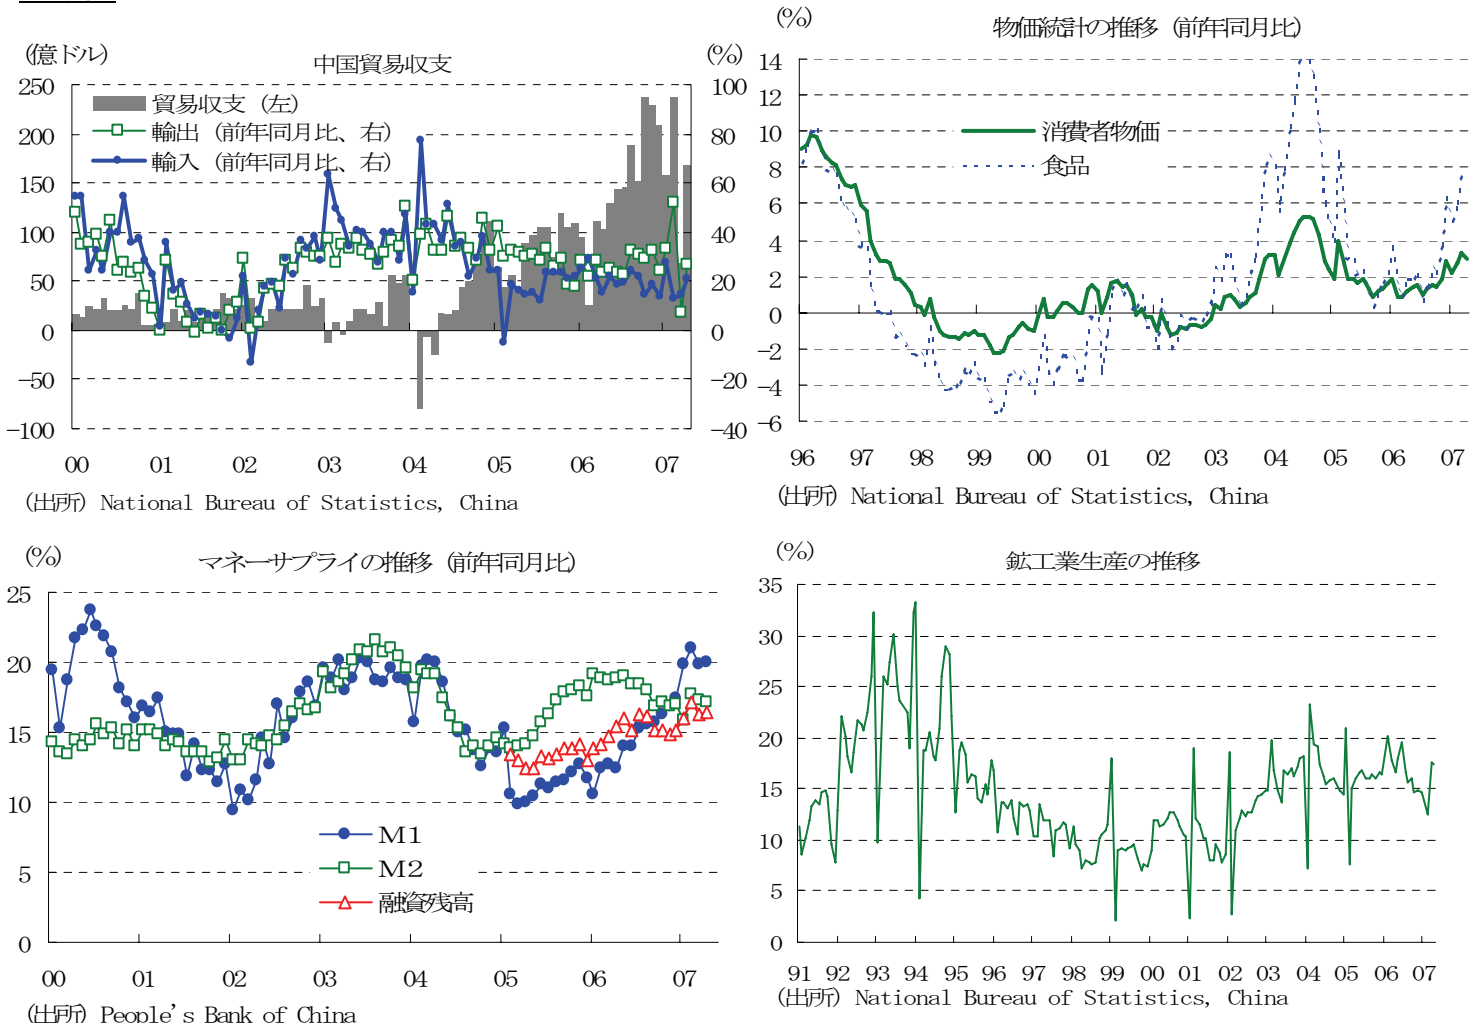 (億ドル)
中国貿易収支
(%)
250
200
150
100
50
0
-50
-100
貿易収支 (左)
輸出 (前年同月比、右)
輸入 (前年同月比、右)
100
80
60
40
20
0
-20
-40
00 01 02 03 04 05 06 07
(出所) National Bureau of Statistics, China
(%)
物価統計の推移 (前年同月比)
14
12
10
8
6
4
2
0
-2
-4
-6
消費者物価
食品
96 97 98 99 00 01 02 03 04 05 06 07
(出所) National Bureau of Statistics, China
(%)
マネーサプライの推移 (前年同月比)
25
20
15
10
5
0
M1
M2
融資残高
00 01 02 03 04 05 06 07
(出所) People's Bank of China
(%)
鉱工業生産の推移
35
30
25
20
15
10
5
0
91 92 93 94 95 96 97 98 99 00 01 02 03 04 05 06 07
(出所) National Bureau of Statistics, China